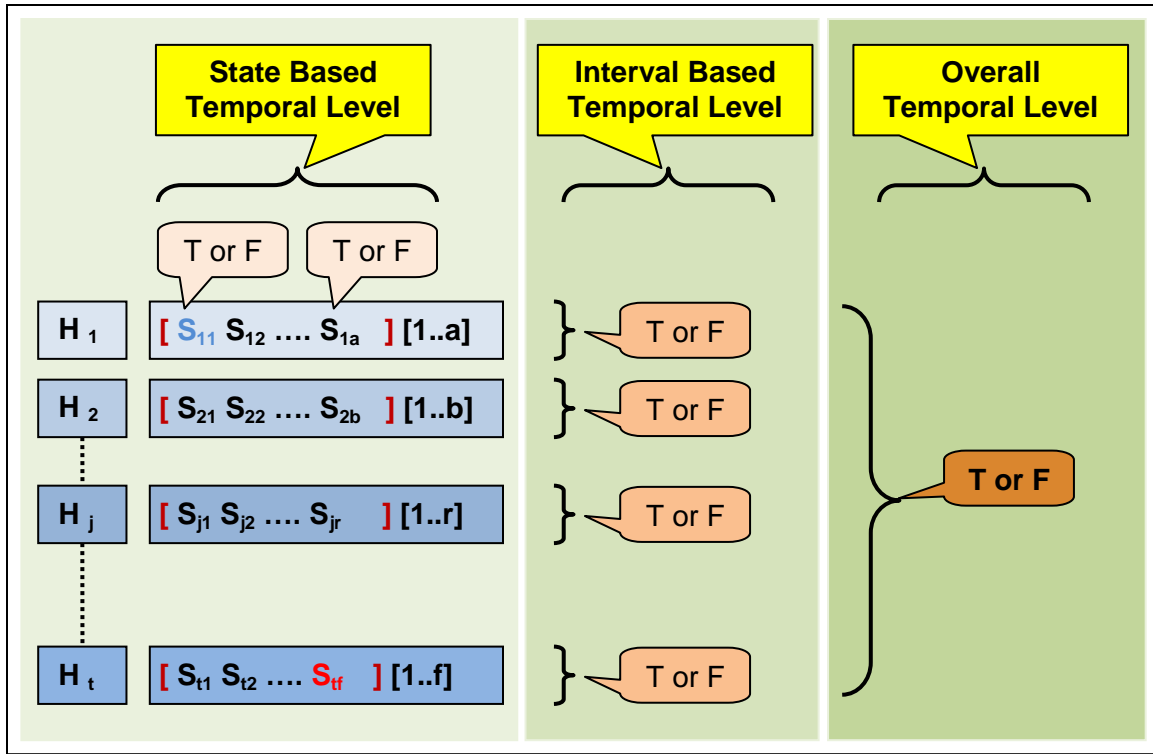 State Based
Temporal Level
Interval Based
Temporal Level
Overall
Temporal Level
T or F
T or F
H 1
[ S11 S12 …. S1a ] [1..a]
T or F
H 2
[ S21 S22 …. S2b ] [1..b]
T or F
T or F
H j
[ Sj1 Sj2 …. Sjr ] [1..r]
T or F
H t
[ St1 St2 …. Stf ] [1..f]
T or F